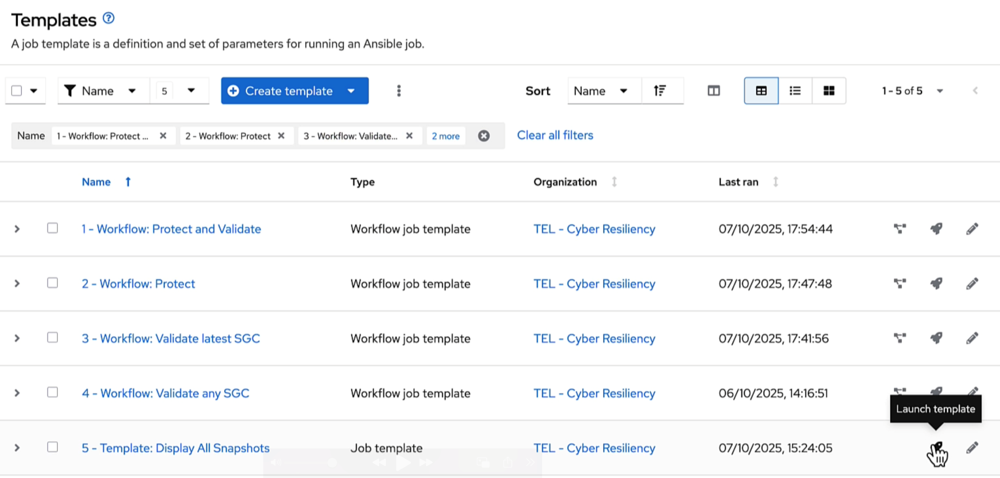 Templates
A job template is a definition and set of parameters for running an Ansible job.
Name 5 Create template Sort Name 1 - 5 of 5
Name 1 - Workflow: Protect ... 2 - Workflow: Protect 3 - Workflow: Validate... 2 more Clear all filters
Name Type Organization Last ran
1 - Workflow: Protect and Validate Workflow job template TEL - Cyber Resiliency 07/10/2025, 17:54:44
2 - Workflow: Protect Workflow job template TEL - Cyber Resiliency 07/10/2025, 17:47:48
3 - Workflow: Validate latest SGC Workflow job template TEL - Cyber Resiliency 07/10/2025, 17:41:56
4 - Workflow: Validate any SGC Workflow job template TEL - Cyber Resiliency 06/10/2025, 14:16:51
Launch template
5 - Template: Display All Snapshots Job template TEL - Cyber Resiliency 07/10/2025, 15:24:05